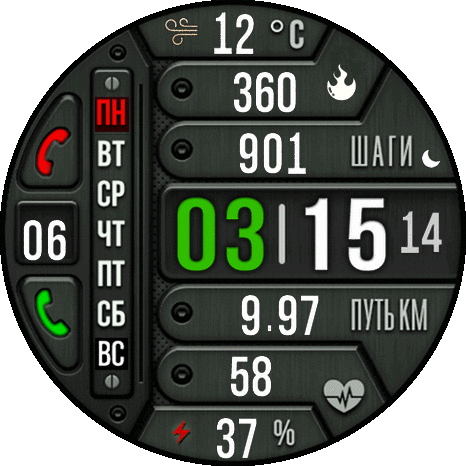 12 °C
360
901 ШАГИ
ПН
ВТ
СР
ЧТ
ПТ
СБ
ВС
06
03|15 14
9.97 ПУТЬ КМ
58
37 %